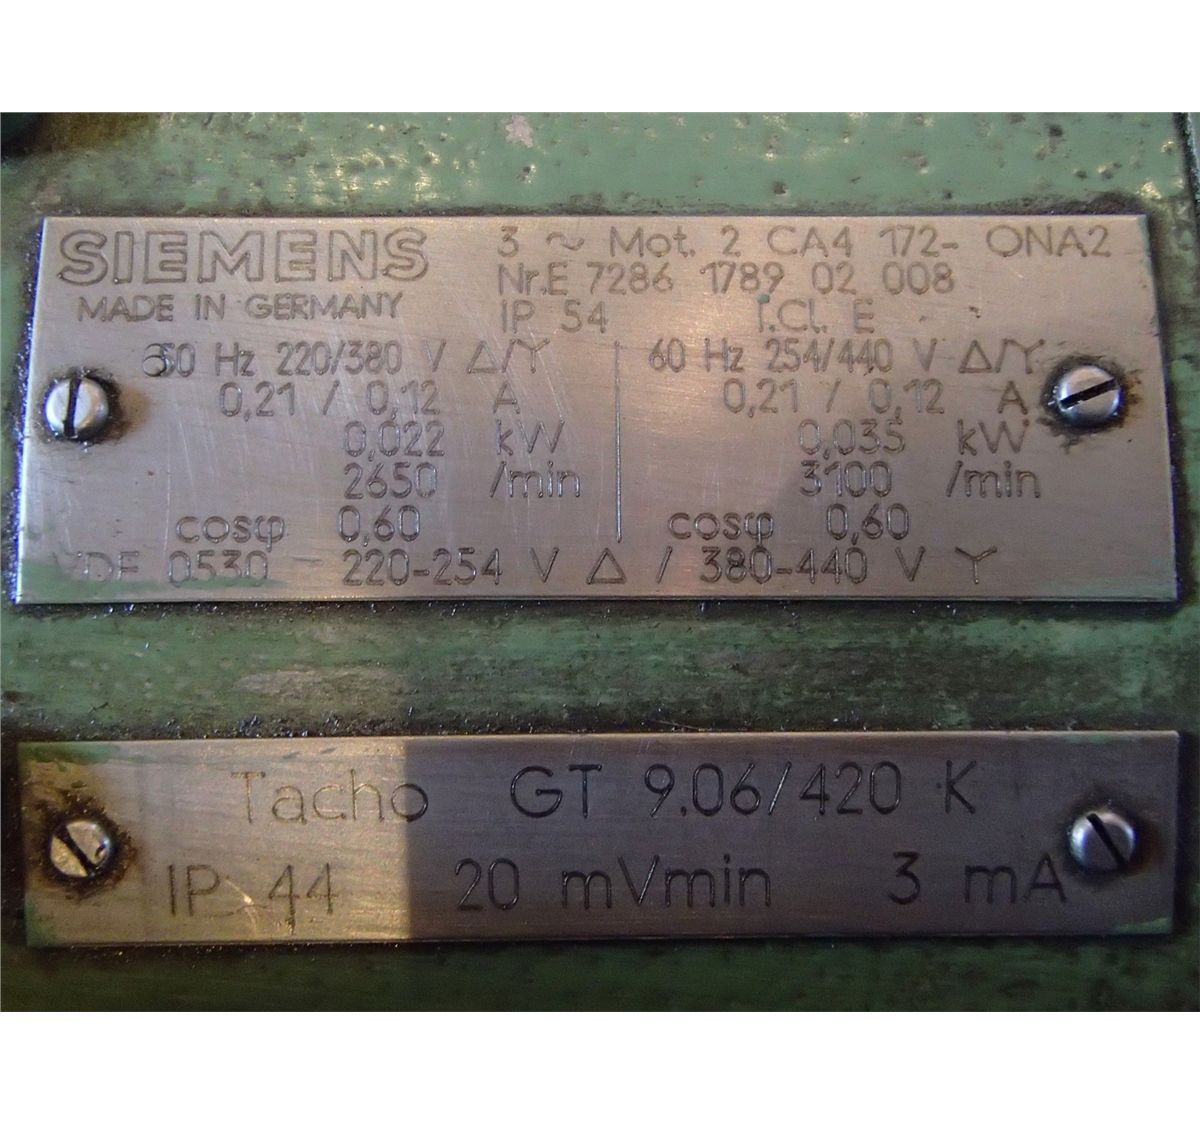 SIEMENS
MADE IN GERMANY
3 ~ Mot. 2 CA4 172- 0NA2
Nr.E 7286 1789 02 008
IP 54 I.Cl. E
50 Hz 220/380 V Δ/Y
0,21 / 0,12 A
0,022 kW
2650 /min
cosφ 0,60
60 Hz 254/440 V Δ/Y
0,21 / 0,12 A
0,035 kW
3100 /min
cosφ 0,60
VDE 0530 220-254 V Δ / 380-440 V Y
Tacho GT 9.06/420 K
IP 44 20 mVmin 3 mA